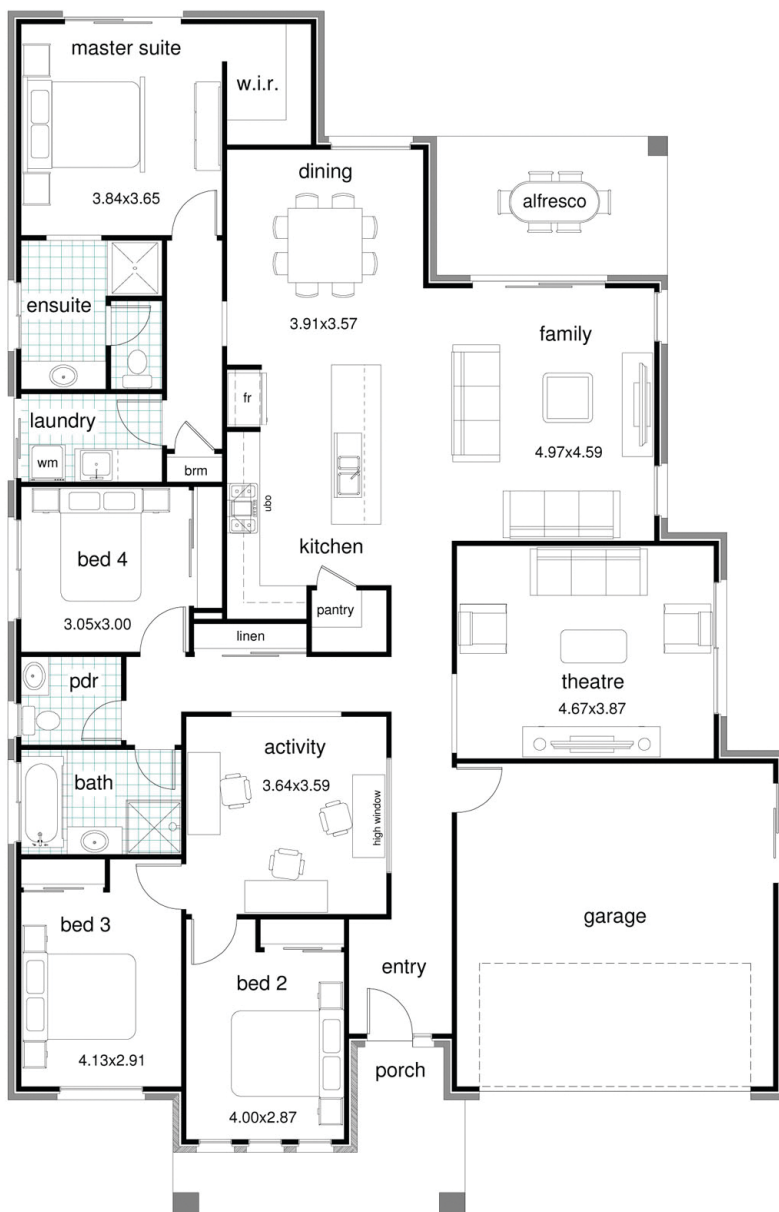 master suite
w.i.r.
3.84x3.65
dining
alfresco
ensuite
3.91x3.57
family
fr
laundry
4.97x4.59
wm
brm
ubo
kitchen
bed 4
pantry
3.05x3.00
linen
pdr
theatre
4.67x3.87
activity
bath
3.64x3.59
high window
bed 3
garage
entry
bed 2
4.13x2.91
porch
4.00x2.87